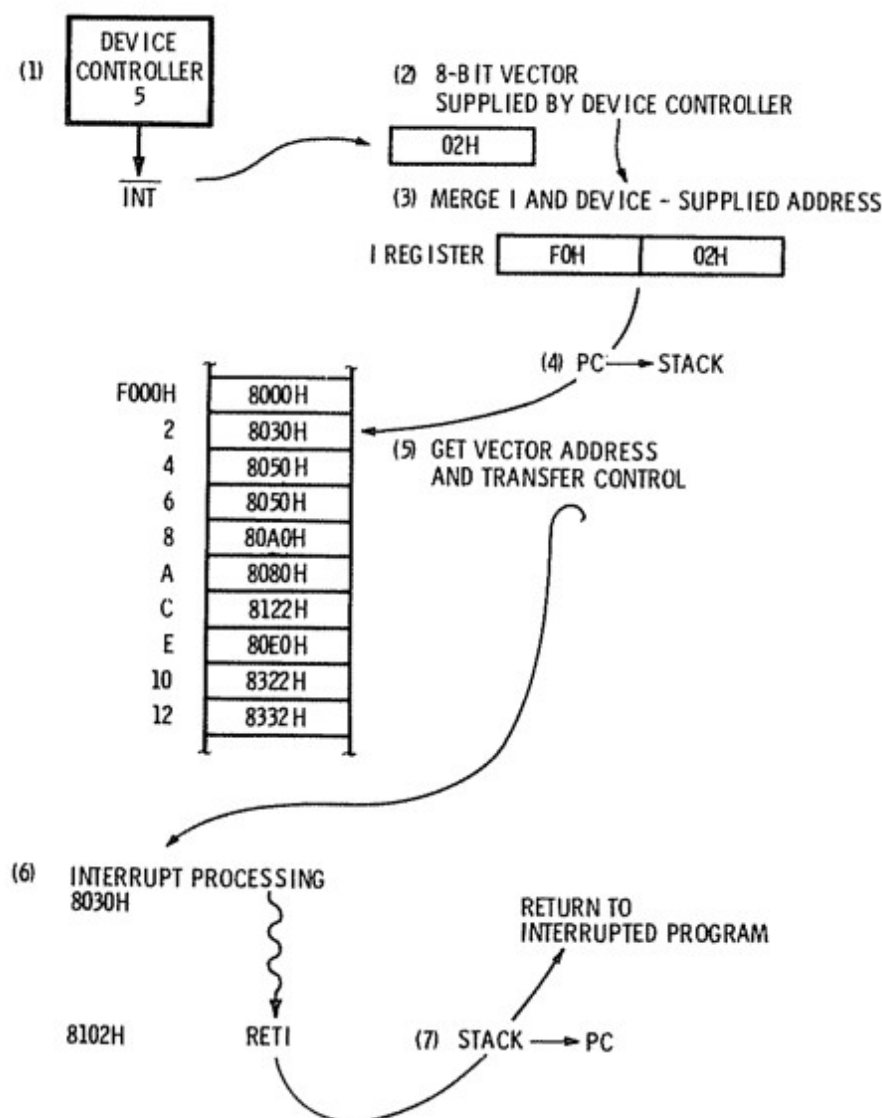 (1) DEVICE
CONTROLLER
5
INT
(2) 8-BIT VECTOR
SUPPLIED BY DEVICE CONTROLLER
02H
(3) MERGE I AND DEVICE - SUPPLIED ADDRESS
I REGISTER F0H 02H
(4) PC STACK
F000H 8000H
2 8030H
4 8050H
6 8050H
8 80A0H
A 8080H
C 8122H
E 80E0H
10 8322H
12 8332H
(5) GET VECTOR ADDRESS
AND TRANSFER CONTROL
(6) INTERRUPT PROCESSING
8030H
RETURN TO
INTERRUPTED PROGRAM
8102H RETI (7) STACK PC